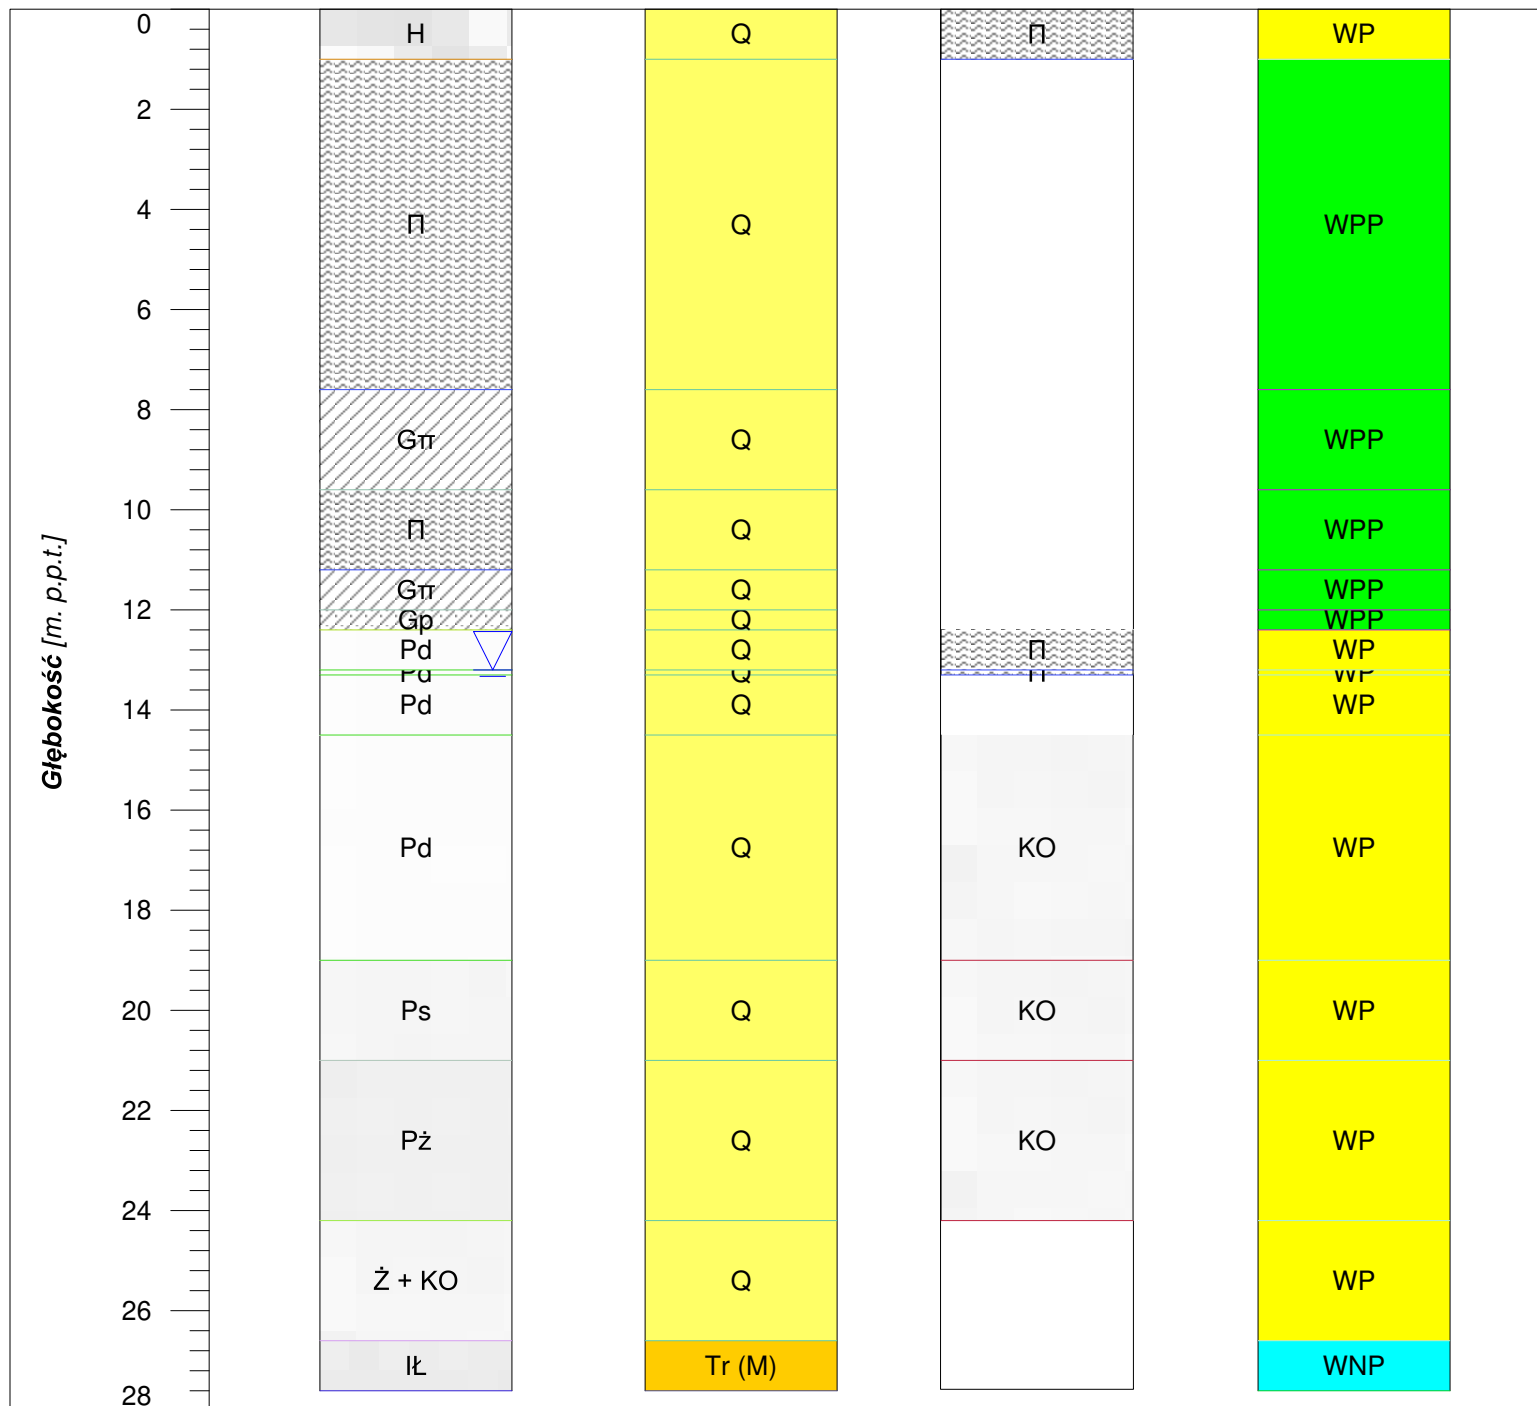 0
H Q Π WP
2
4
Π Q WPP
6
8
Gπ Q WPP
10
Π Q WPP
Głębokość [m. p.p.t.]
Gπ Q WPP
12
Gp Q WPP
Pd Q Π WP
Pd Q Π WP
14
Pd Q WP
16
Pd Q KO WP
18
20
Ps Q KO WP
22
Pż Q KO WP
24
Ż + KO Q WP
26
IŁ Tr (M) WNP
28